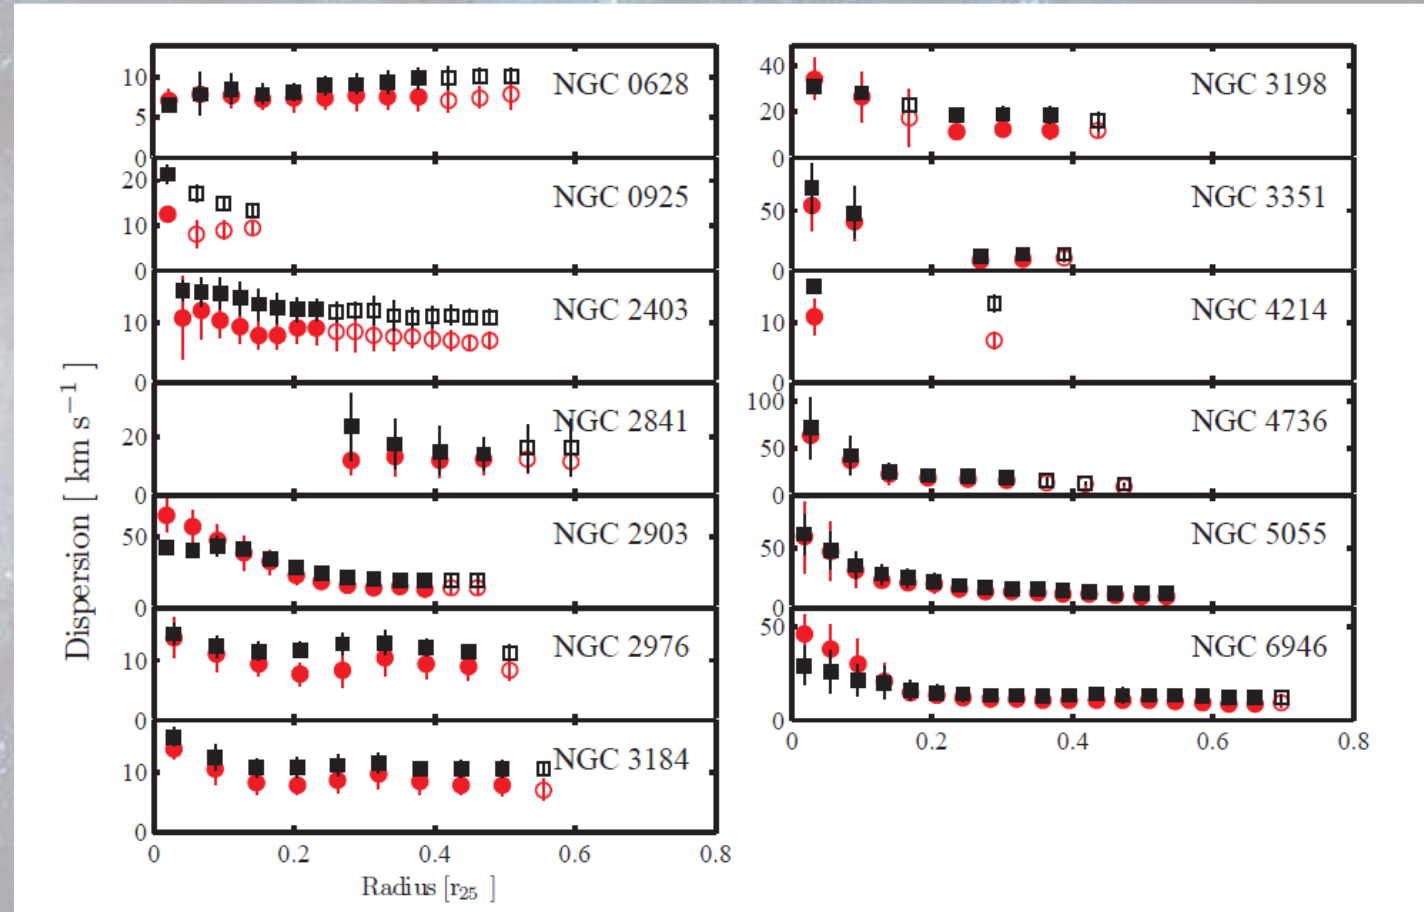 10
5
0
NGC 0628
20
10
0
NGC 0925
10
0
NGC 2403
20
0
NGC 2841
50
0
NGC 2903
10
0
NGC 2976
10
0
NGC 3184
0 0.2 0.4 0.6 0.8
Radius [r25 ]
Dispersion [ km s−1 ]
40
20
0
NGC 3198
50
0
NGC 3351
10
0
NGC 4214
100
50
0
NGC 4736
50
0
NGC 5055
50
0
NGC 6946
0 0.2 0.4 0.6 0.8